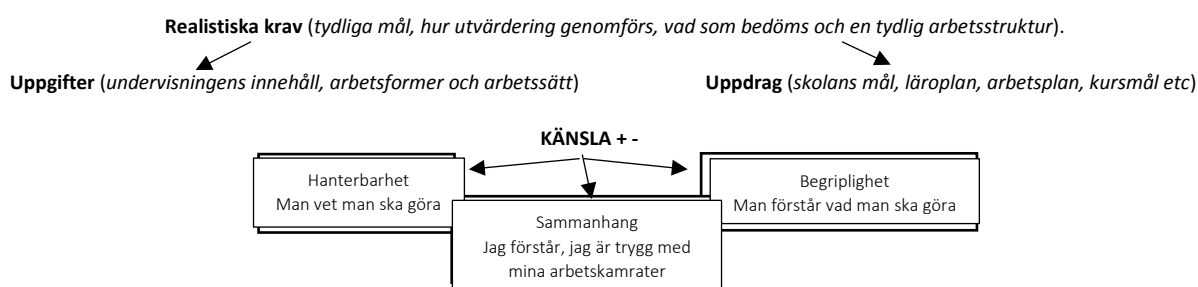 Realistiska krav (tydliga mål, hur utvärdering genomförs, vad som bedöms och en tydlig arbetsstruktur).
Uppgifter (undervisningens innehåll, arbetsformer och arbetssätt)
Uppdrag (skolans mål, läroplan, arbetsplan, kursmål etc)
KÄNSLA + -
Hanterbarhet
Man vet man ska göra
Begriplighet
Man förstår vad man ska göra
Sammanhang
Jag förstår, jag är trygg med
mina arbetskamrater